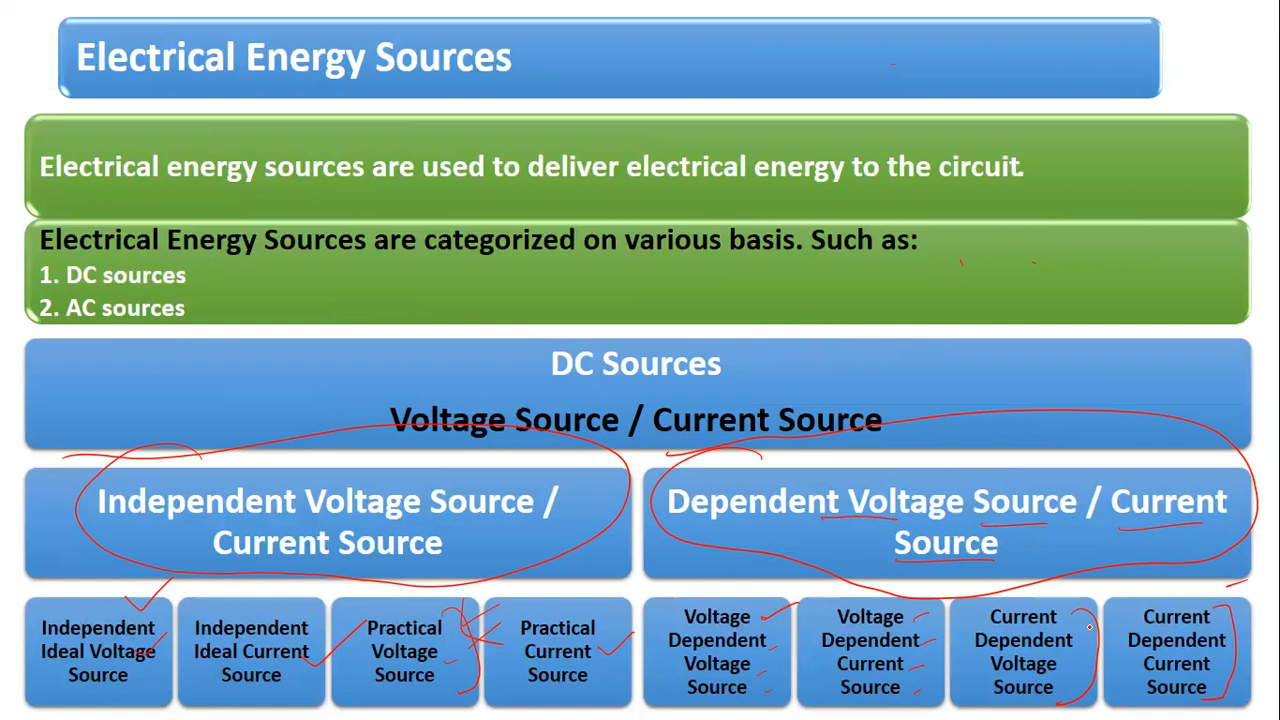 Electrical Energy Sources
Electrical energy sources are used to deliver electrical energy to the circuit.
Electrical Energy Sources are categorized on various basis. Such as:
1. DC sources
2. AC sources
DC Sources
Voltage Source / Current Source
Independent Voltage Source /
Current Source
Dependent Voltage Source / Current
Source
Independent
Ideal Voltage
Source
Independent
Ideal Current
Source
Practical
Voltage
Source
Practical
Current
Source
Voltage
Dependent
Voltage
Source
Voltage
Dependent
Current
Source
Current
Dependent
Voltage
Source
Current
Dependent
Current
Source